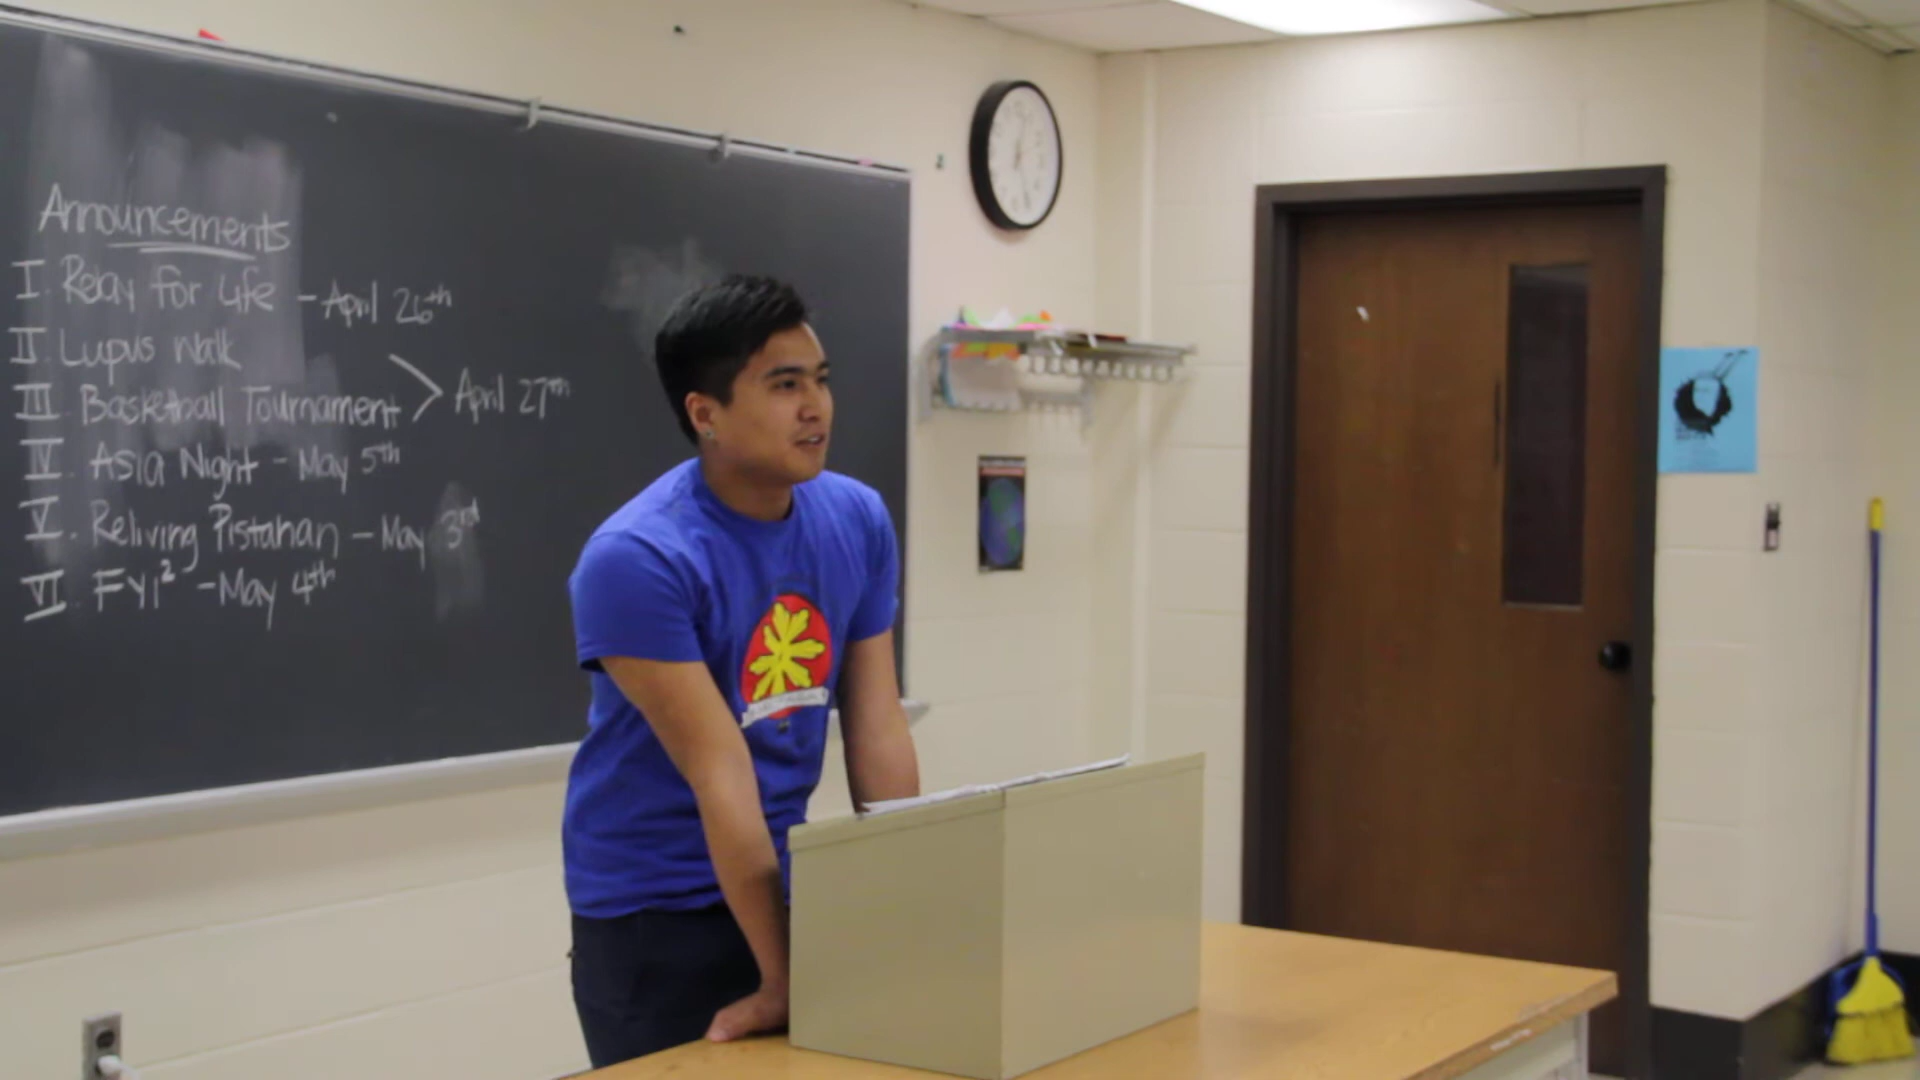 Announcements
I. Relay for Life - April 26th
II. Lupus Walk
III. Basketball Tournament > April 27th
IV. Asia Night - May 5th
V. Reliving Pistahan - May 3rd
VI. FYI² - May 4th